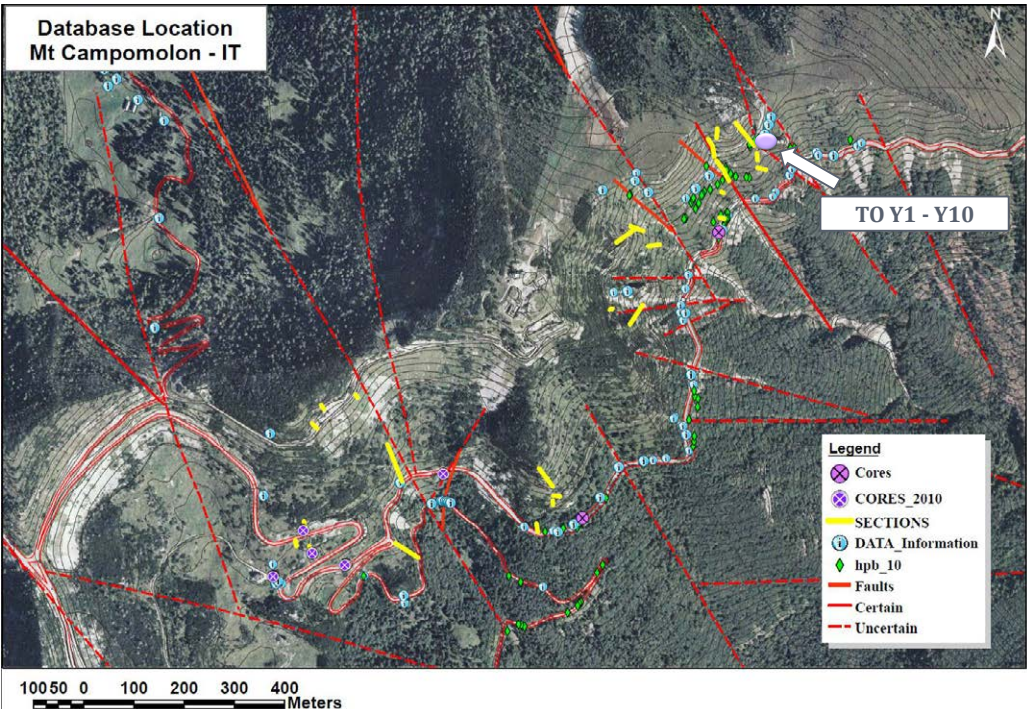 Database Location
Mt Campomolon - IT
N
TO Y1 - Y10
Legend
Cores
CORES_2010
SECTIONS
DATA_Information
hpb_10
Faults
Certain
Uncertain
100 50 0 100 200 300 400
Meters